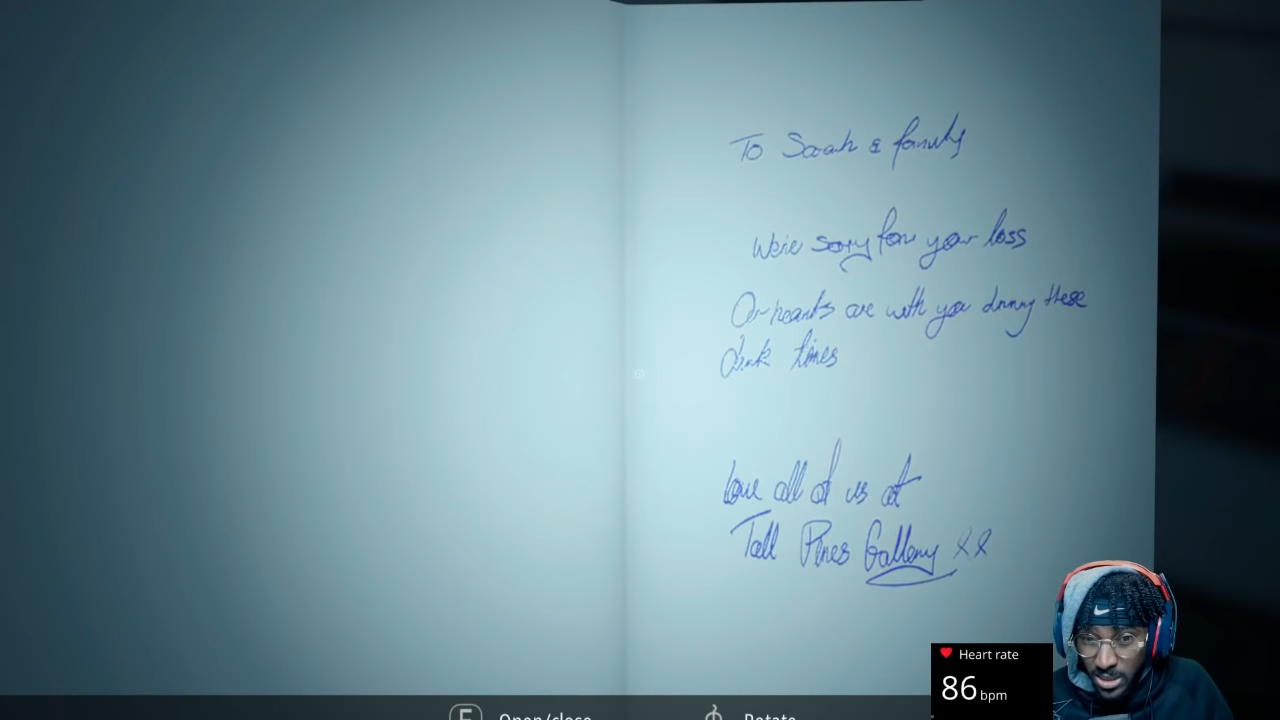 To Sarah & family
We're sorry for your loss
Our hearts are with you during these
dark times
Love all of us at
Tall Pines Gallery xx
Heart rate
86 bpm
E Open/close Rotate